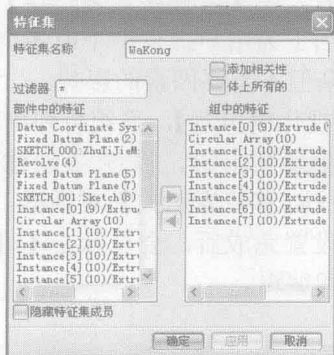 特征集
特征集名称 WaKong
添加相关性
过滤器 *
体上所有的
部件中的特征
Datum Coordinate Sys
Fixed Datum Plane(2)
SKETCH_000:ZhuTiJieM
Revolve(4)
Fixed Datum Plane(5)
Fixed Datum Plane(7)
SKETCH_001:Sketch(8)
Instance[0](9)/Extru
Circular Array(10)
Instance[1](10)/Extr
Instance[2](10)/Extr
Instance[3](10)/Extr
Instance[4](10)/Extr
Instance[5](10)/Extr
组中的特征
Instance[0](9)/Extrude(
Circular Array(10)
Instance[1](10)/Extrude
Instance[2](10)/Extrude
Instance[3](10)/Extrude
Instance[4](10)/Extrude
Instance[5](10)/Extrude
Instance[6](10)/Extrude
Instance[7](10)/Extrude
隐藏特征集成员
确定 应用 取消